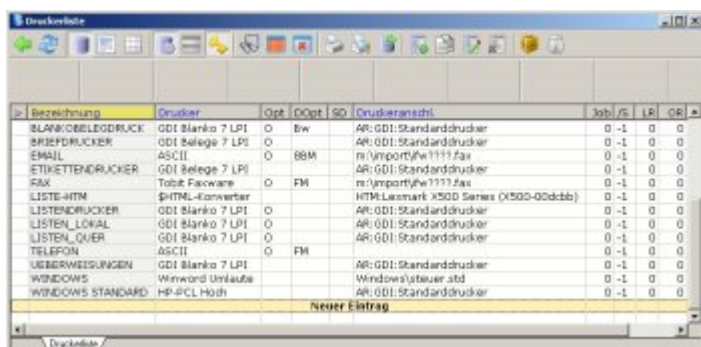 Druckerliste
> Bezeichnung Drucker Opt DOpt SD Druckeranschl. Job /S LR OR
BLANKOBELEGDRUCK GDI Blanko 7 LPI O Bw AR:GDI:Standarddrucker 0 -1 0 0
BRIEFDRUCKER GDI Belege 7 LPI O AR:GDI:Standarddrucker 0 -1 0 0
EMAIL ASCII O BBM m:\import\fw????.fax 0 -1 0 0
ETIKETTENDRUCKER GDI Belege 7 LPI AR:GDI:Standarddrucker 0 -1 0 0
FAX Tobit Faxware O FM m:\import\fw????.fax 0 -1 0 0
LISTE-HTM $HTML-Konverter HTM:Lexmark X500 Series (X500-00dcbb) 0 -1 0 0
LISTENDRUCKER GDI Blanko 7 LPI O AR:GDI:Standarddrucker 0 -1 0 0
LISTEN_LOKAL GDI Blanko 7 LPI O AR:GDI:Standarddrucker 0 -1 0 0
LISTEN_QUER GDI Blanko 7 LPI O AR:GDI:Standarddrucker 0 -1 0 0
TELEFON ASCII O FM 0 -1 0 0
UEBERWEISUNGEN GDI Blanko 7 LPI AR:GDI:Standarddrucker 0 -1 0 0
WINDOWS Winword Umlaute Windows\steuer.std 0 -1 0 0
WINDOWS STANDARD HP-PCL Hoch AR:GDI:Standarddrucker 0 -1 0 0
Neuer Eintrag
Druckerliste